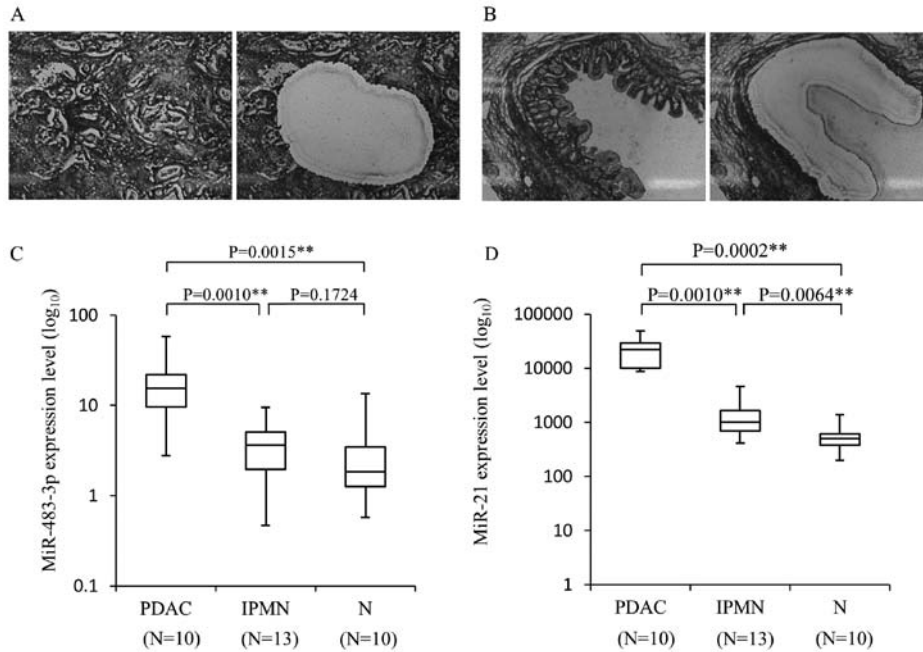 A
B
C
P=0.0015**
P=0.0010**
P=0.1724
MiR-483-3p expression level (log10)
100
10
1
0.1
PDAC
IPMN
N
(N=10)
(N=13)
(N=10)
D
P=0.0002**
P=0.0010**
P=0.0064**
MiR-21 expression level (log10)
100000
10000
1000
100
10
1
PDAC
IPMN
N
(N=10)
(N=13)
(N=10)